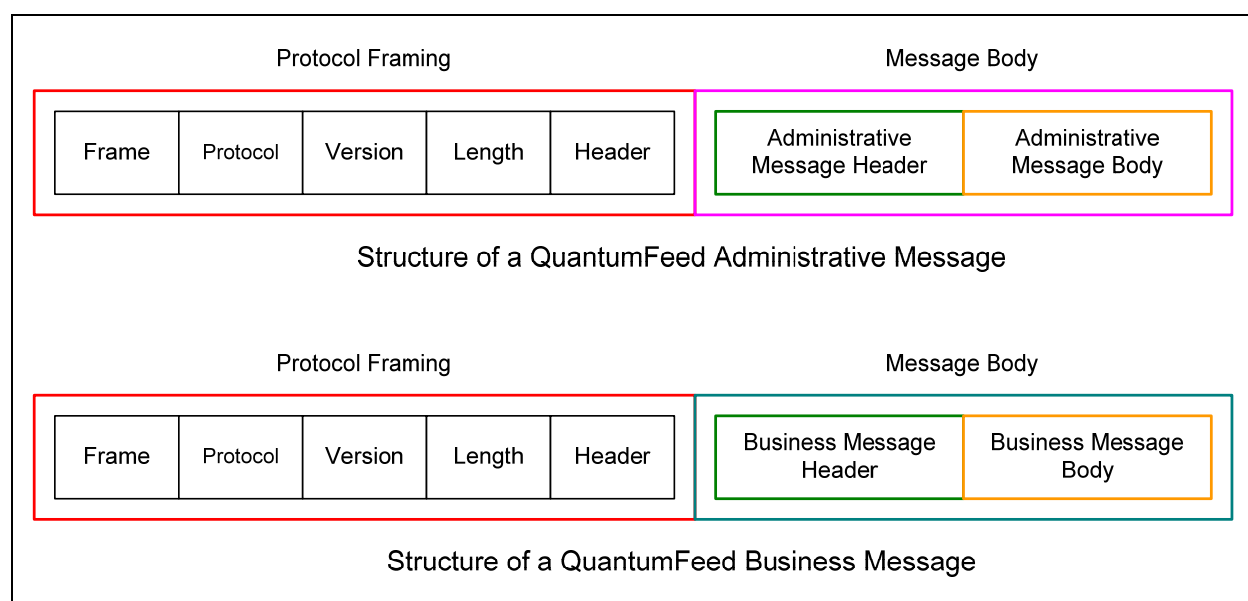 Protocol Framing
Message Body
Frame
Protocol
Version
Length
Header
Administrative
Message Header
Administrative
Message Body
Structure of a QuantumFeed Administrative Message
Protocol Framing
Message Body
Frame
Protocol
Version
Length
Header
Business Message
Header
Business Message
Body
Structure of a QuantumFeed Business Message